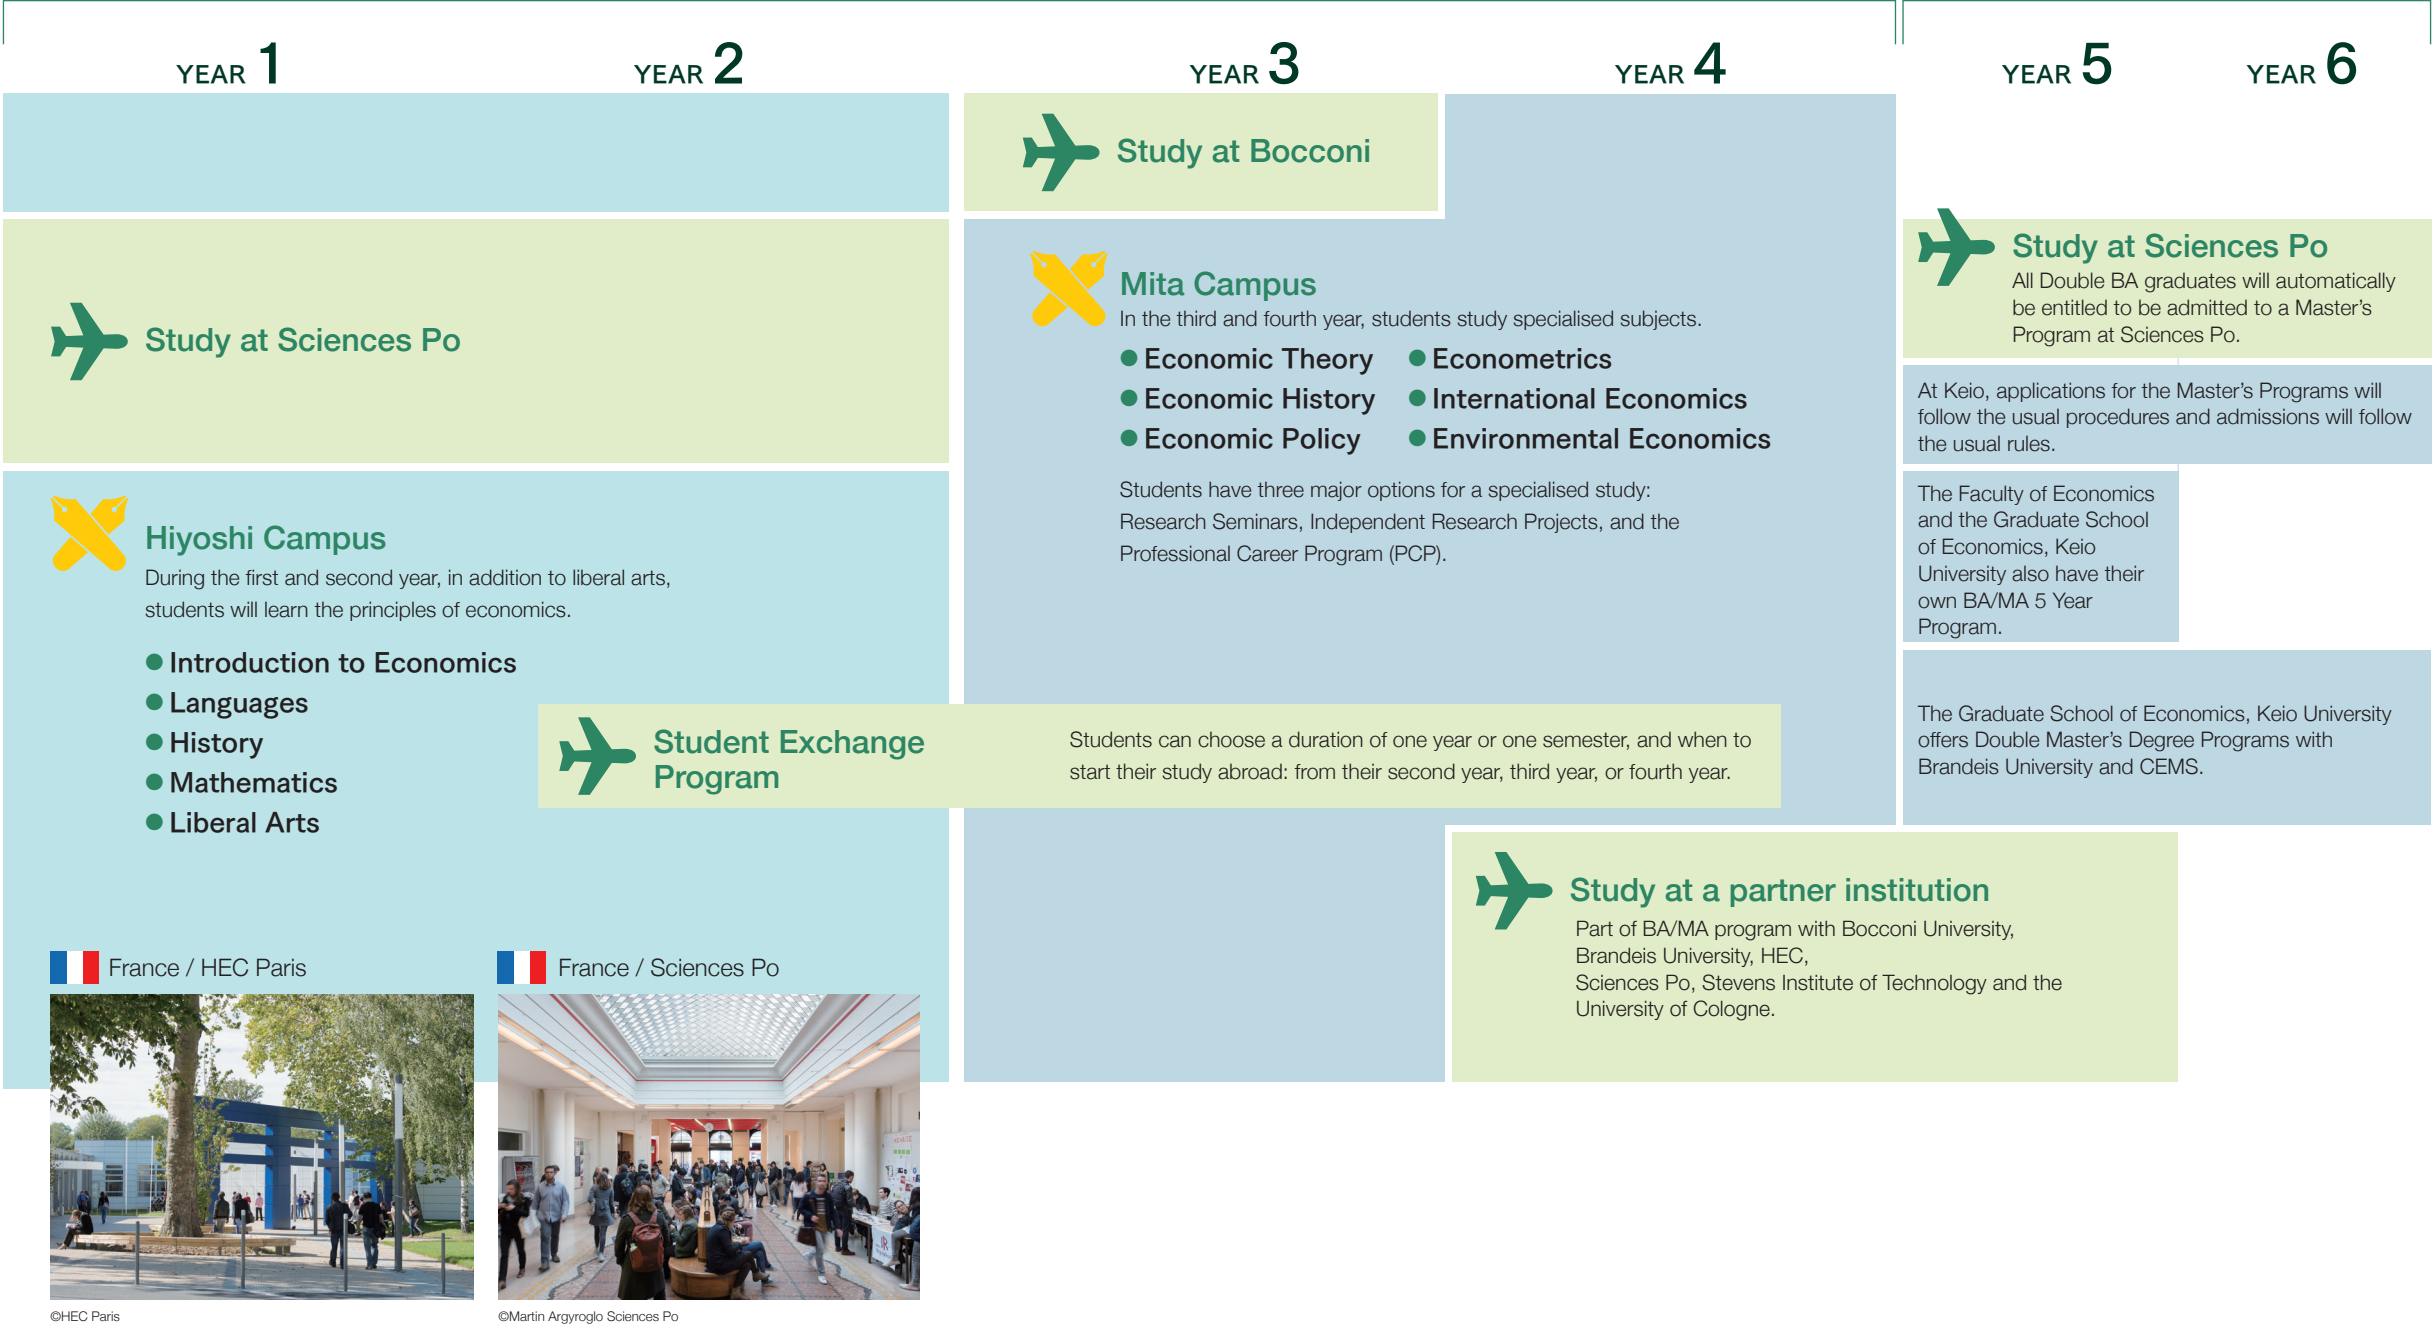 YEAR 1
YEAR 2
YEAR 3
YEAR 4
YEAR 5
YEAR 6
Study at Bocconi
Study at Sciences Po
Hiyoshi Campus
During the first and second year, in addition to liberal arts,
students will learn the principles of economics.
● Introduction to Economics
● Languages
● History
● Mathematics
● Liberal Arts
Mita Campus
In the third and fourth year, students study specialised subjects.
● Economic Theory
● Economic History
● Economic Policy
● Econometrics
● International Economics
● Environmental Economics
Students have three major options for a specialised study:
Research Seminars, Independent Research Projects, and the
Professional Career Program (PCP).
Student Exchange
Program
Students can choose a duration of one year or one semester, and when to
start their study abroad: from their second year, third year, or fourth year.
Study at Sciences Po
All Double BA graduates will automatically
be entitled to be admitted to a Master's
Program at Sciences Po.
At Keio, applications for the Master's Programs will
follow the usual procedures and admissions will follow
the usual rules.
The Faculty of Economics
and the Graduate School
of Economics, Keio
University also have their
own BA/MA 5 Year
Program.
The Graduate School of Economics, Keio University
offers Double Master's Degree Programs with
Brandeis University and CEMS.
Study at a partner institution
Part of BA/MA program with Bocconi University,
Brandeis University, HEC,
Sciences Po, Stevens Institute of Technology and the
University of Cologne.
France / HEC Paris
France / Sciences Po
©HEC Paris
©Martin Argyroglo Sciences Po